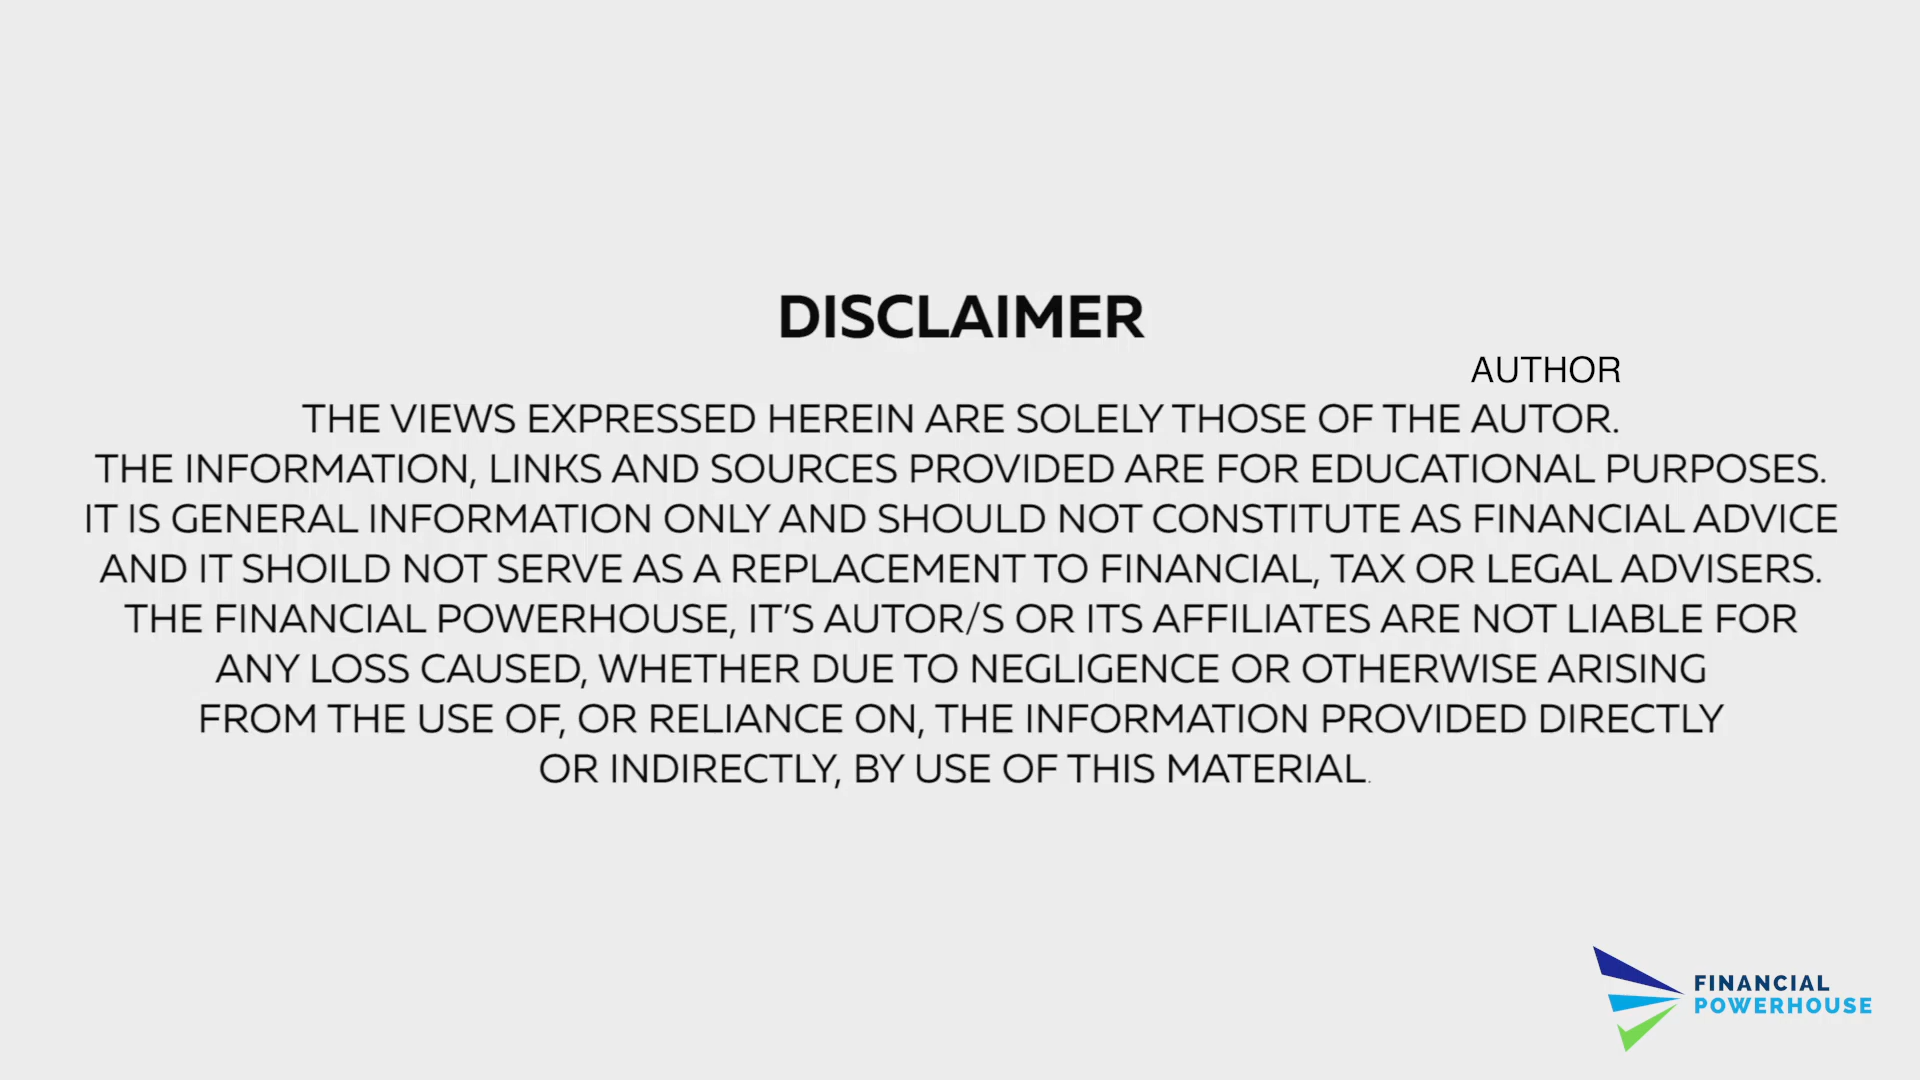 DISCLAIMER
AUTHOR
THE VIEWS EXPRESSED HEREIN ARE SOLELY THOSE OF THE AUTOR.
THE INFORMATION, LINKS AND SOURCES PROVIDED ARE FOR EDUCATIONAL PURPOSES.
IT IS GENERAL INFORMATION ONLY AND SHOULD NOT CONSTITUTE AS FINANCIAL ADVICE
AND IT SHOILD NOT SERVE AS A REPLACEMENT TO FINANCIAL, TAX OR LEGAL ADVISERS.
THE FINANCIAL POWERHOUSE, IT’S AUTOR/S OR ITS AFFILIATES ARE NOT LIABLE FOR
ANY LOSS CAUSED, WHETHER DUE TO NEGLIGENCE OR OTHERWISE ARISING
FROM THE USE OF, OR RELIANCE ON, THE INFORMATION PROVIDED DIRECTLY
OR INDIRECTLY, BY USE OF THIS MATERIAL.
FINANCIAL
POWERHOUSE